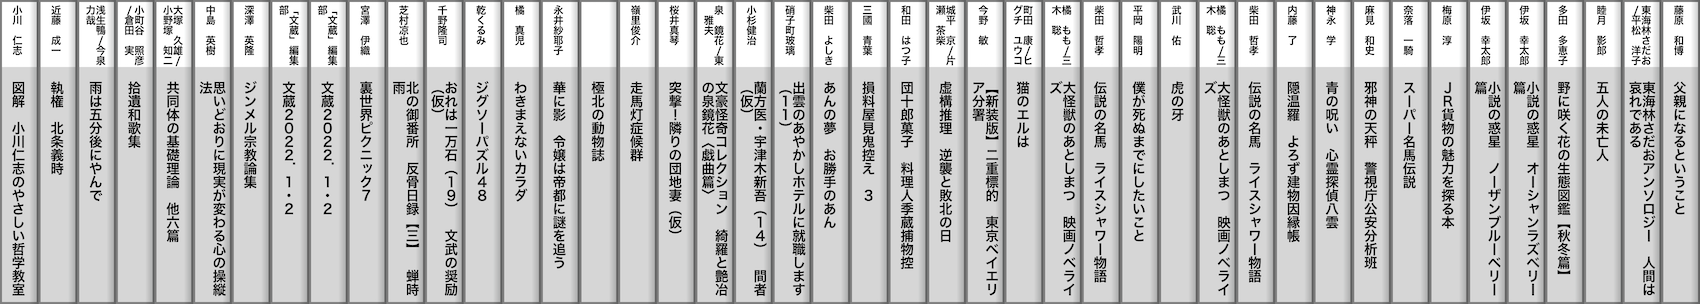 藤原　和博
父親になるということ
東海林さだお
/平松　洋子
東海林さだおアンソロジー　人間は
哀れである
睦月　影郎
五人の未亡人
多田　多恵子
野に咲く花の生態図鑑【秋冬篇】
伊坂　幸太郎
小説の惑星　オーシャンラズベリー
篇
伊坂　幸太郎
小説の惑星　ノーザンブルーベリー
篇
梅原　淳
ＪＲ貨物の魅力を探る本
奈落　一騎
スーパー名馬伝説
麻見　和史
邪神の天秤　警視庁公安分析班
神永　学
青の呪い　心霊探偵八雲
内藤　了
隠温羅　よろず建物因縁帳
柴田　哲孝
伝説の名馬　ライスシャワー物語
橘　もも/三
木　聡
大怪獣のあとしまつ　映画ノベライ
ズ
武川　佑
虎の牙
平岡　陽明
僕が死ぬまでにしたいこと
柴田　哲孝
伝説の名馬　ライスシャワー物語
橘　もも/三
木　聡
大怪獣のあとしまつ　映画ノベライ
ズ
町田　康/ヒ
グチ　ユウコ
猫のエルは
今野　敏
【新装版】二重標的　東京ベイエリ
ア分署
城平　京/片
瀬　茶柴
虚構推理　逆襲と敗北の日
和田　はつ子
団十郎菓子　料理人季蔵捕物控
三國　青葉
損料屋見鬼控え　３
柴田　よしき
あんの夢　お勝手のあん
硝子町玻璃
出雲のあやかしホテルに就職します
（１１）
小杉健治
蘭方医・宇津木新吾（１４）　間者
（仮）
泉　鏡花/東
雅夫
文豪怪奇コレクション　綺羅と艶冶
の泉鏡花〈戯曲篇〉
桜井真琴
突撃！隣りの団地妻（仮）
嶺里俊介
走馬灯症候群
極北の動物誌
永井紗耶子
華に影　令嬢は帝都に謎を追う
橘　真児
わきまえないカラダ
乾くるみ
ジグソーパズル４８
千野隆司
おれは一万石（１９）　文武の奨励
（仮）
芝村凉也
北の御番所　反骨日録【三】　蝉時
雨
宮澤　伊織
裏世界ピクニック７
「文蔵」編集
部
文蔵２０２２．１・２
「文蔵」編集
部
文蔵２０２２．１・２
深澤　英隆
ジンメル宗教論集
中島　英樹
思いどおりに現実が変わる心の操縦
法
大塚　久雄/
小野塚　知二
共同体の基礎理論　他六篇
小町谷　照彦
/倉田　実
拾遺和歌集
浅生鴨/今泉
力哉
雨は五分後にやんで
近藤　成一
執権　北条義時
小川　仁志
図解　小川仁志のやさしい哲学教室